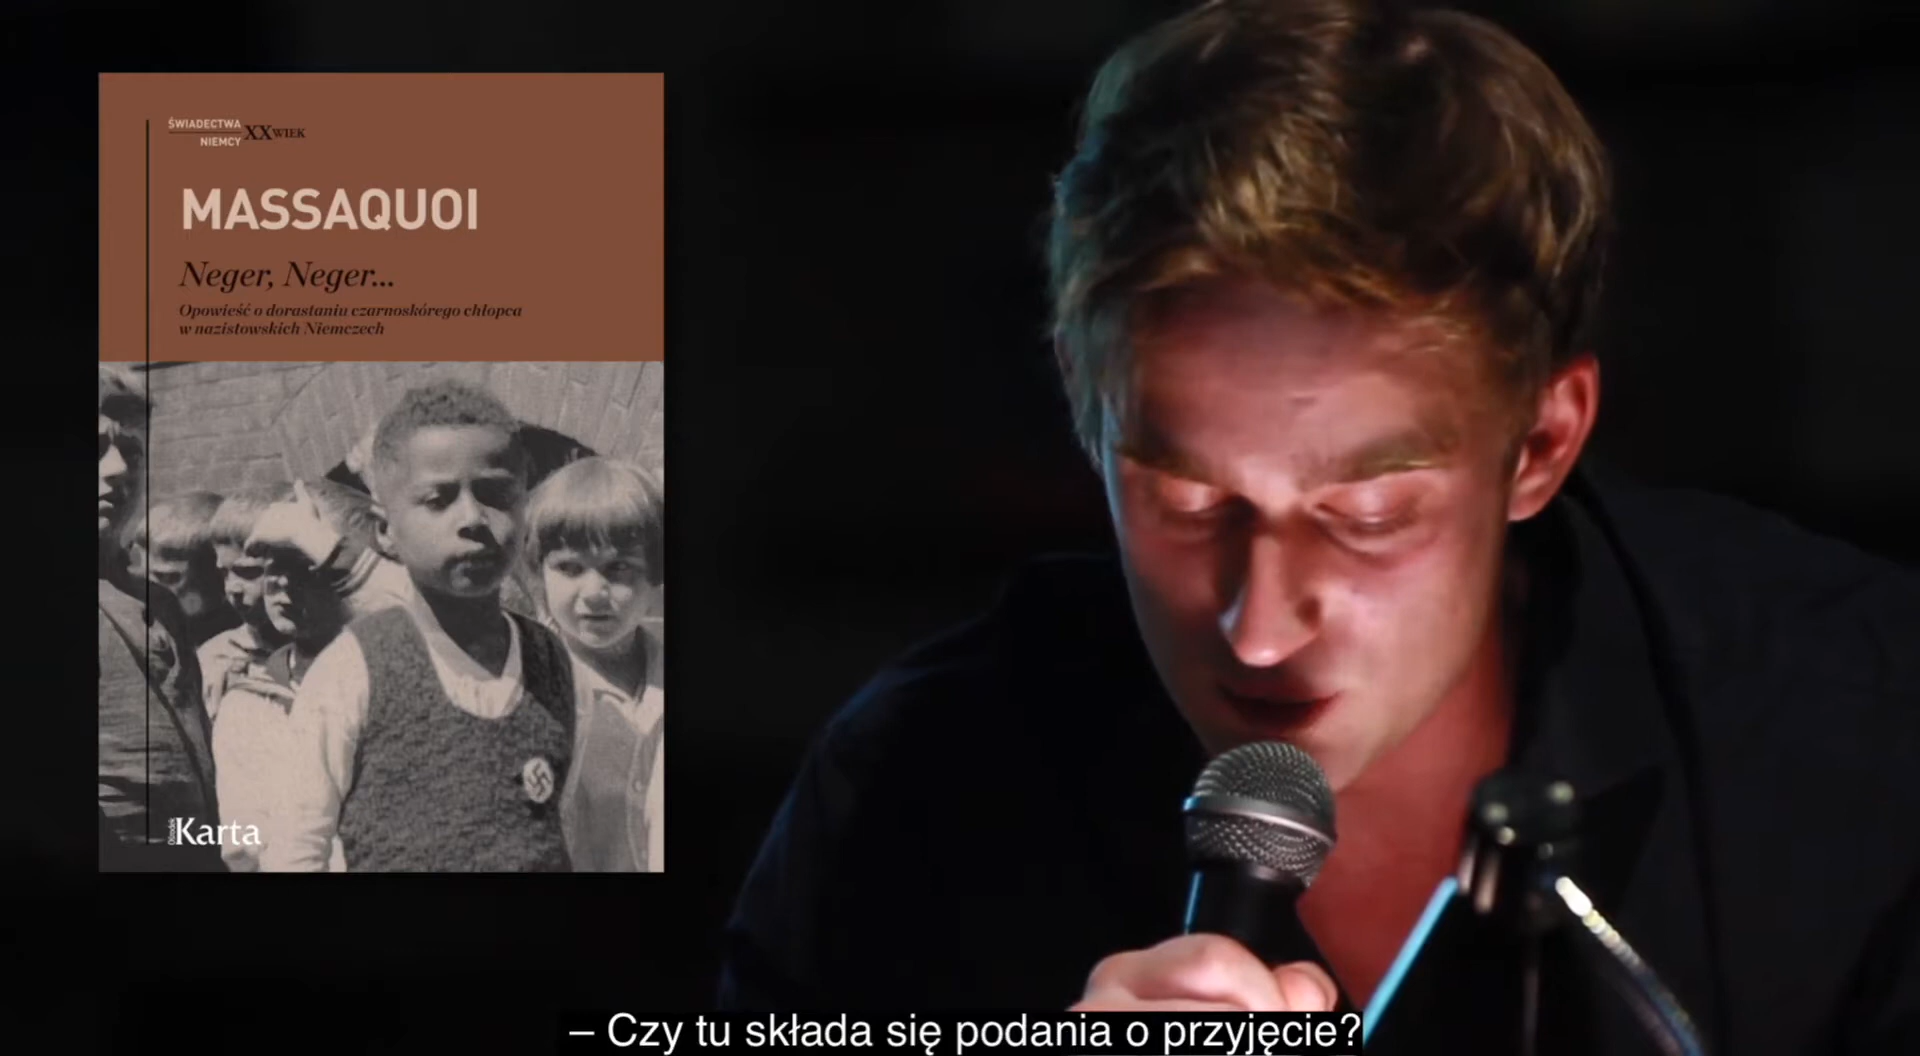 ŚWIADECTWA
NIEMCY
XX WIEK
MASSAQUOI
Neger, Neger...
Opowieść o dorastaniu czarnoskórego chłopca
w nazistowskich Niemczech
Ośrodek
Karta
– Czy tu składa się podania o przyjęcie?